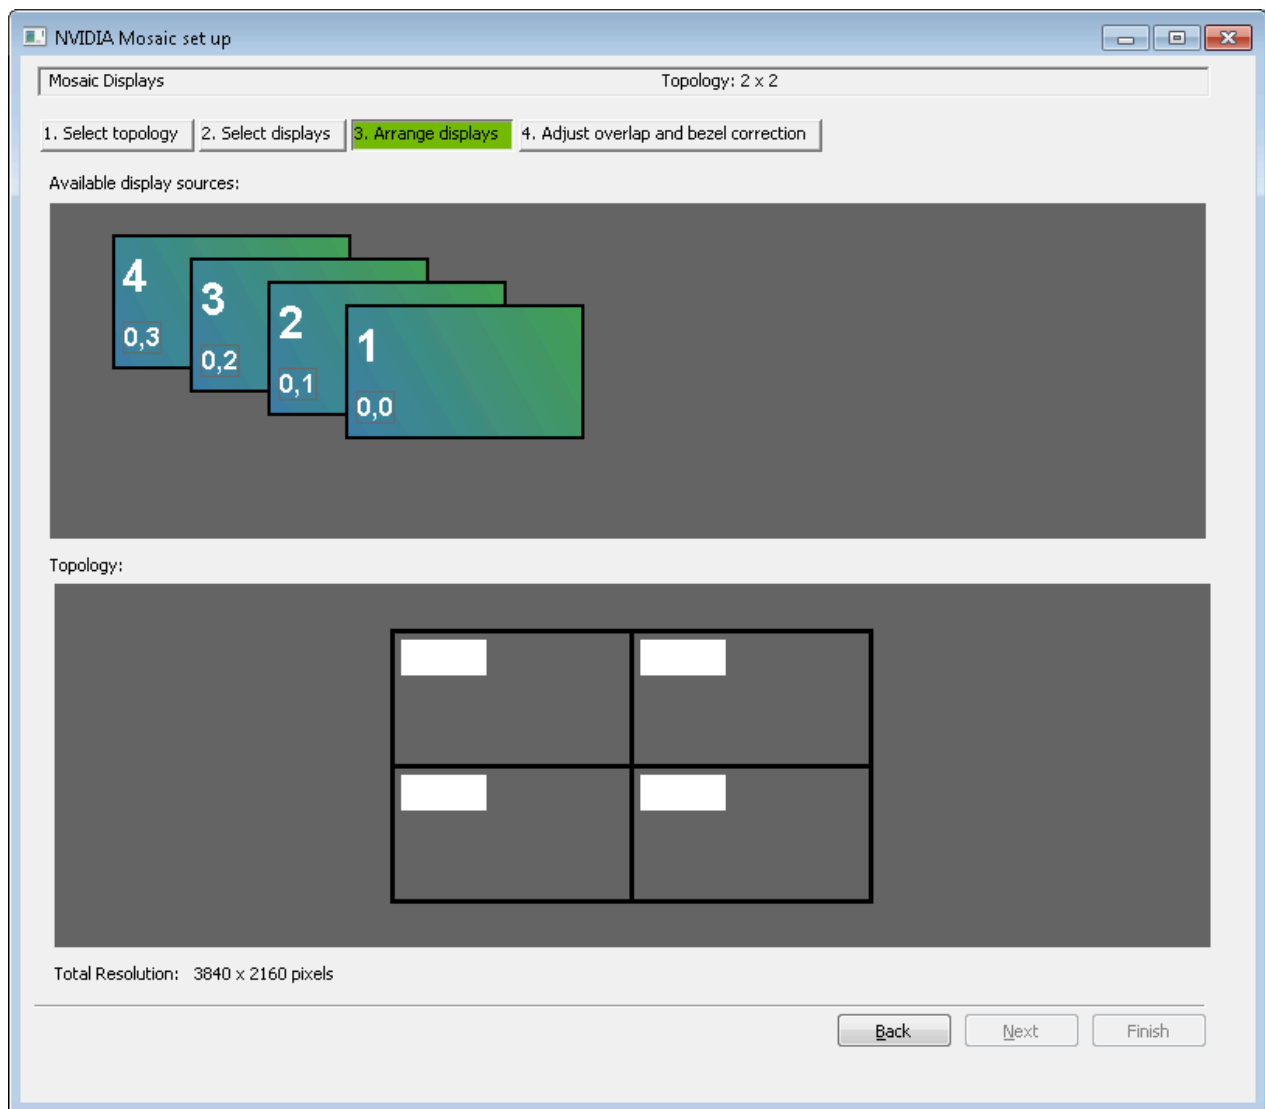 NVIDIA Mosaic set up
Mosaic Displays Topology: 2 x 2
1. Select topology 2. Select displays 3. Arrange displays 4. Adjust overlap and bezel correction
Available display sources:
4
0,3
3
0,2
2
0,1
1
0,0
Topology:
Total Resolution: 3840 x 2160 pixels
Back Next Finish